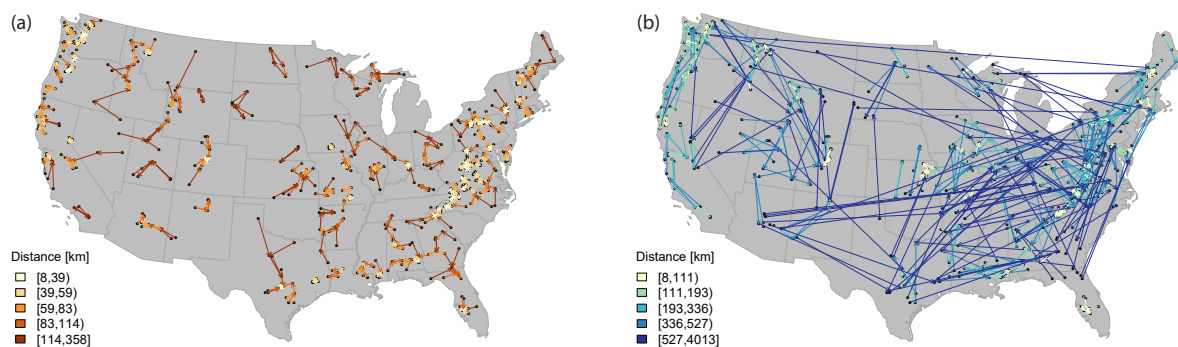 (a)
Distance [km]
[8,39)
[39,59)
[59,83)
[83,114)
[114,358]
(b)
Distance [km]
[8,111)
[111,193)
[193,336)
[336,527)
[527,4013]